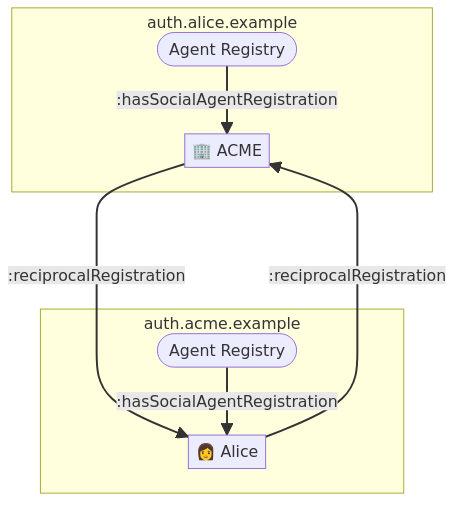 auth.alice.example
Agent Registry
:hasSocialAgentRegistration
🏢 ACME
:reciprocalRegistration
:reciprocalRegistration
auth.acme.example
Agent Registry
:hasSocialAgentRegistration
👩 Alice